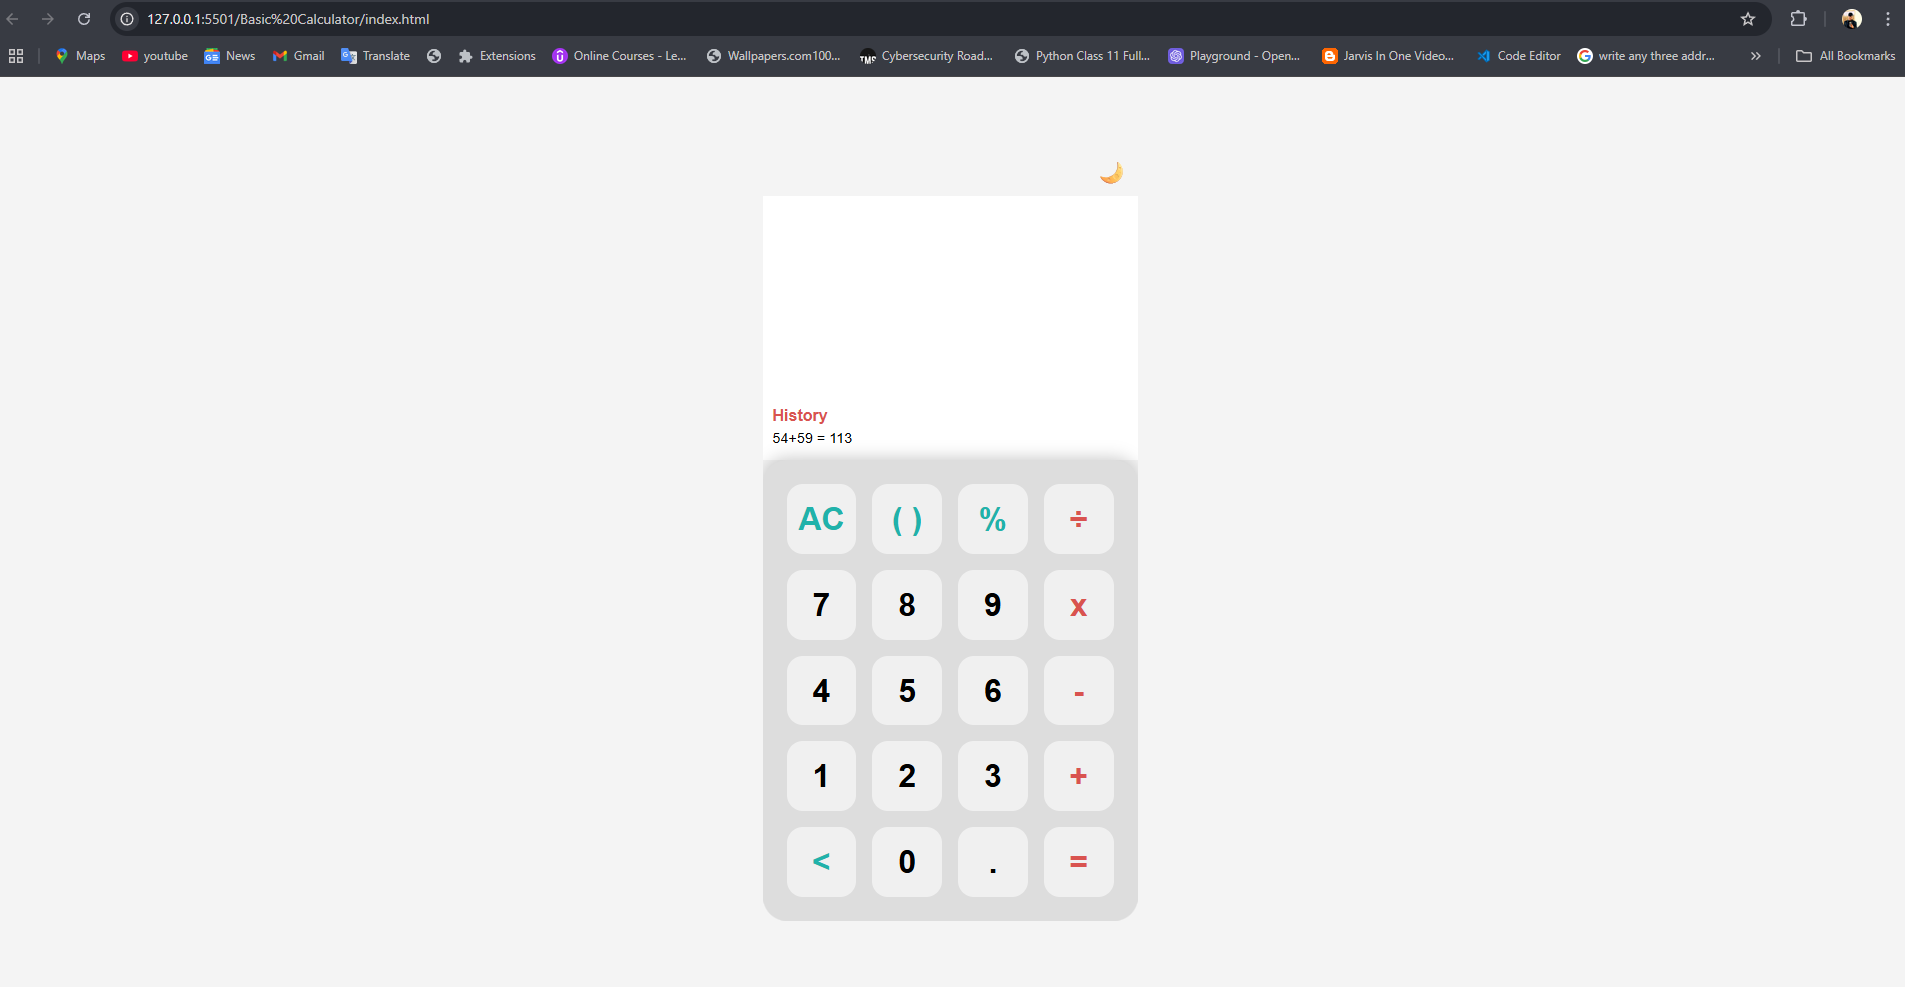 127.0.0.1:5501/Basic%20Calculator/index.html
Maps youtube News Gmail Translate Extensions Online Courses - Le... Wallpapers.com100... Cybersecurity Road... Python Class 11 Full... Playground - Open... Jarvis In One Video... Code Editor write any three addr... » All Bookmarks
History
54+59 = 113
AC ( ) % ÷
7 8 9 x
4 5 6 -
1 2 3 +
< 0 . =